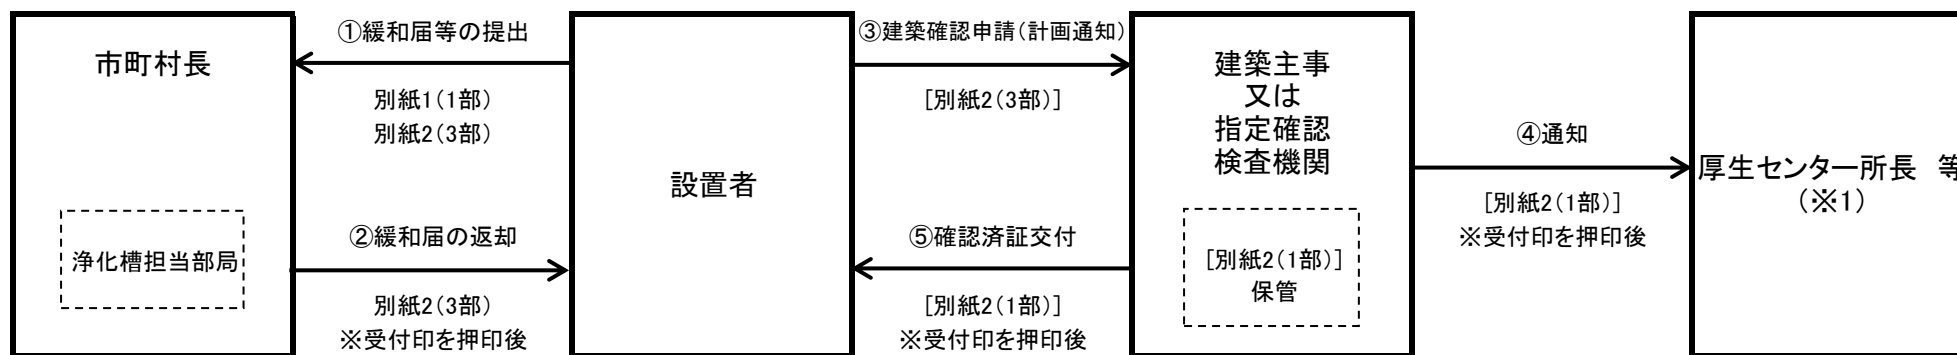 市町村長
浄化槽担当部局
①緩和届等の提出
別紙1(1部)
別紙2(3部)
②緩和届の返却
別紙2(3部)
※受付印を押印後
設置者
③建築確認申請(計画通知)
[別紙2(3部)]
⑤確認済証交付
[別紙2(1部)]
※受付印を押印後
建築主事
又は
指定確認
検査機関
[別紙2(1部)]
保管
④通知
[別紙2(1部)]
※受付印を押印後
厚生センター所長 等
(※1)